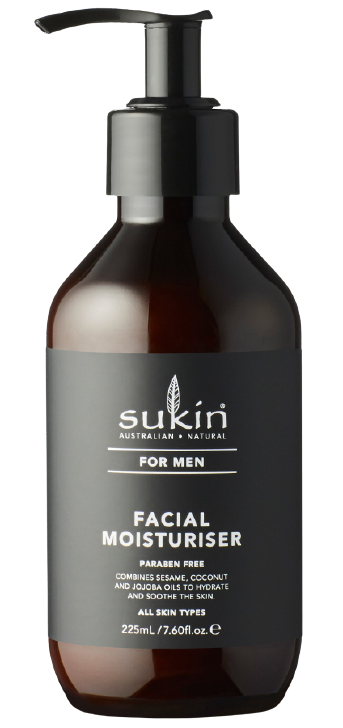 sukin®
AUSTRALIAN • NATURAL
FOR MEN
FACIAL
MOISTURISER
PARABEN FREE
COMBINES SESAME, COCONUT
AND JOJOBA OILS TO HYDRATE
AND SOOTHE THE SKIN.
ALL SKIN TYPES
225mL/7.60fl.oz.℮